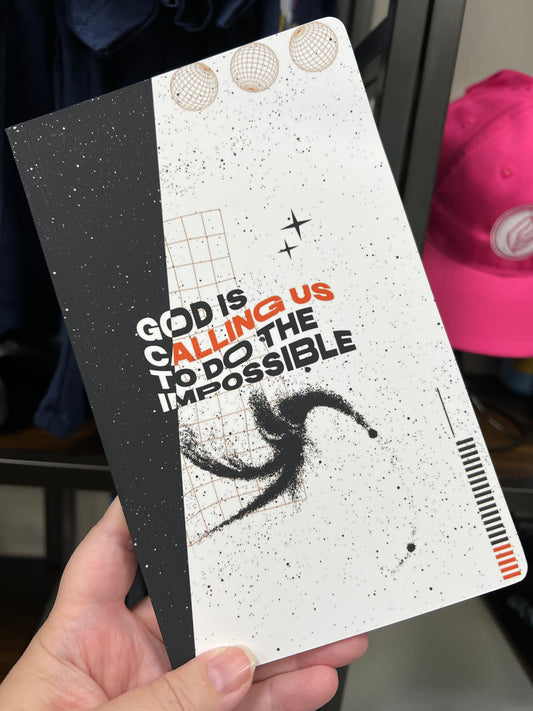 GOD IS
CALLING US
TO DO THE
IMPOSSIBLE